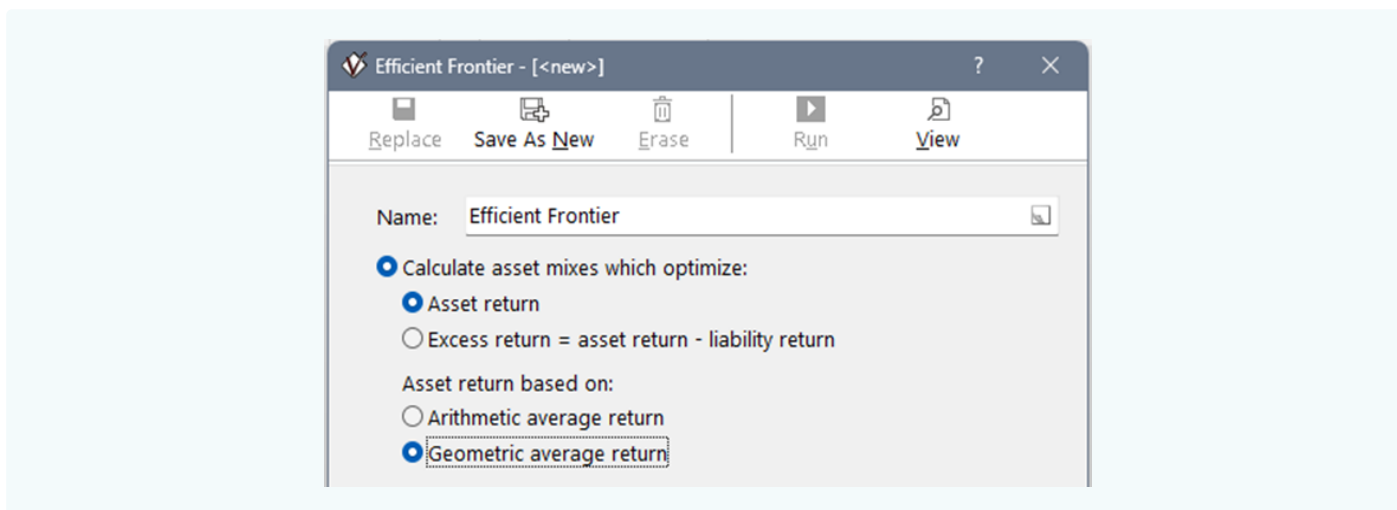 Efficient Frontier - [<new>] ?
Replace Save As New Erase Run View
Name: Efficient Frontier
Calculate asset mixes which optimize:
Asset return
Excess return = asset return - liability return
Asset return based on:
Arithmetic average return
Geometric average return